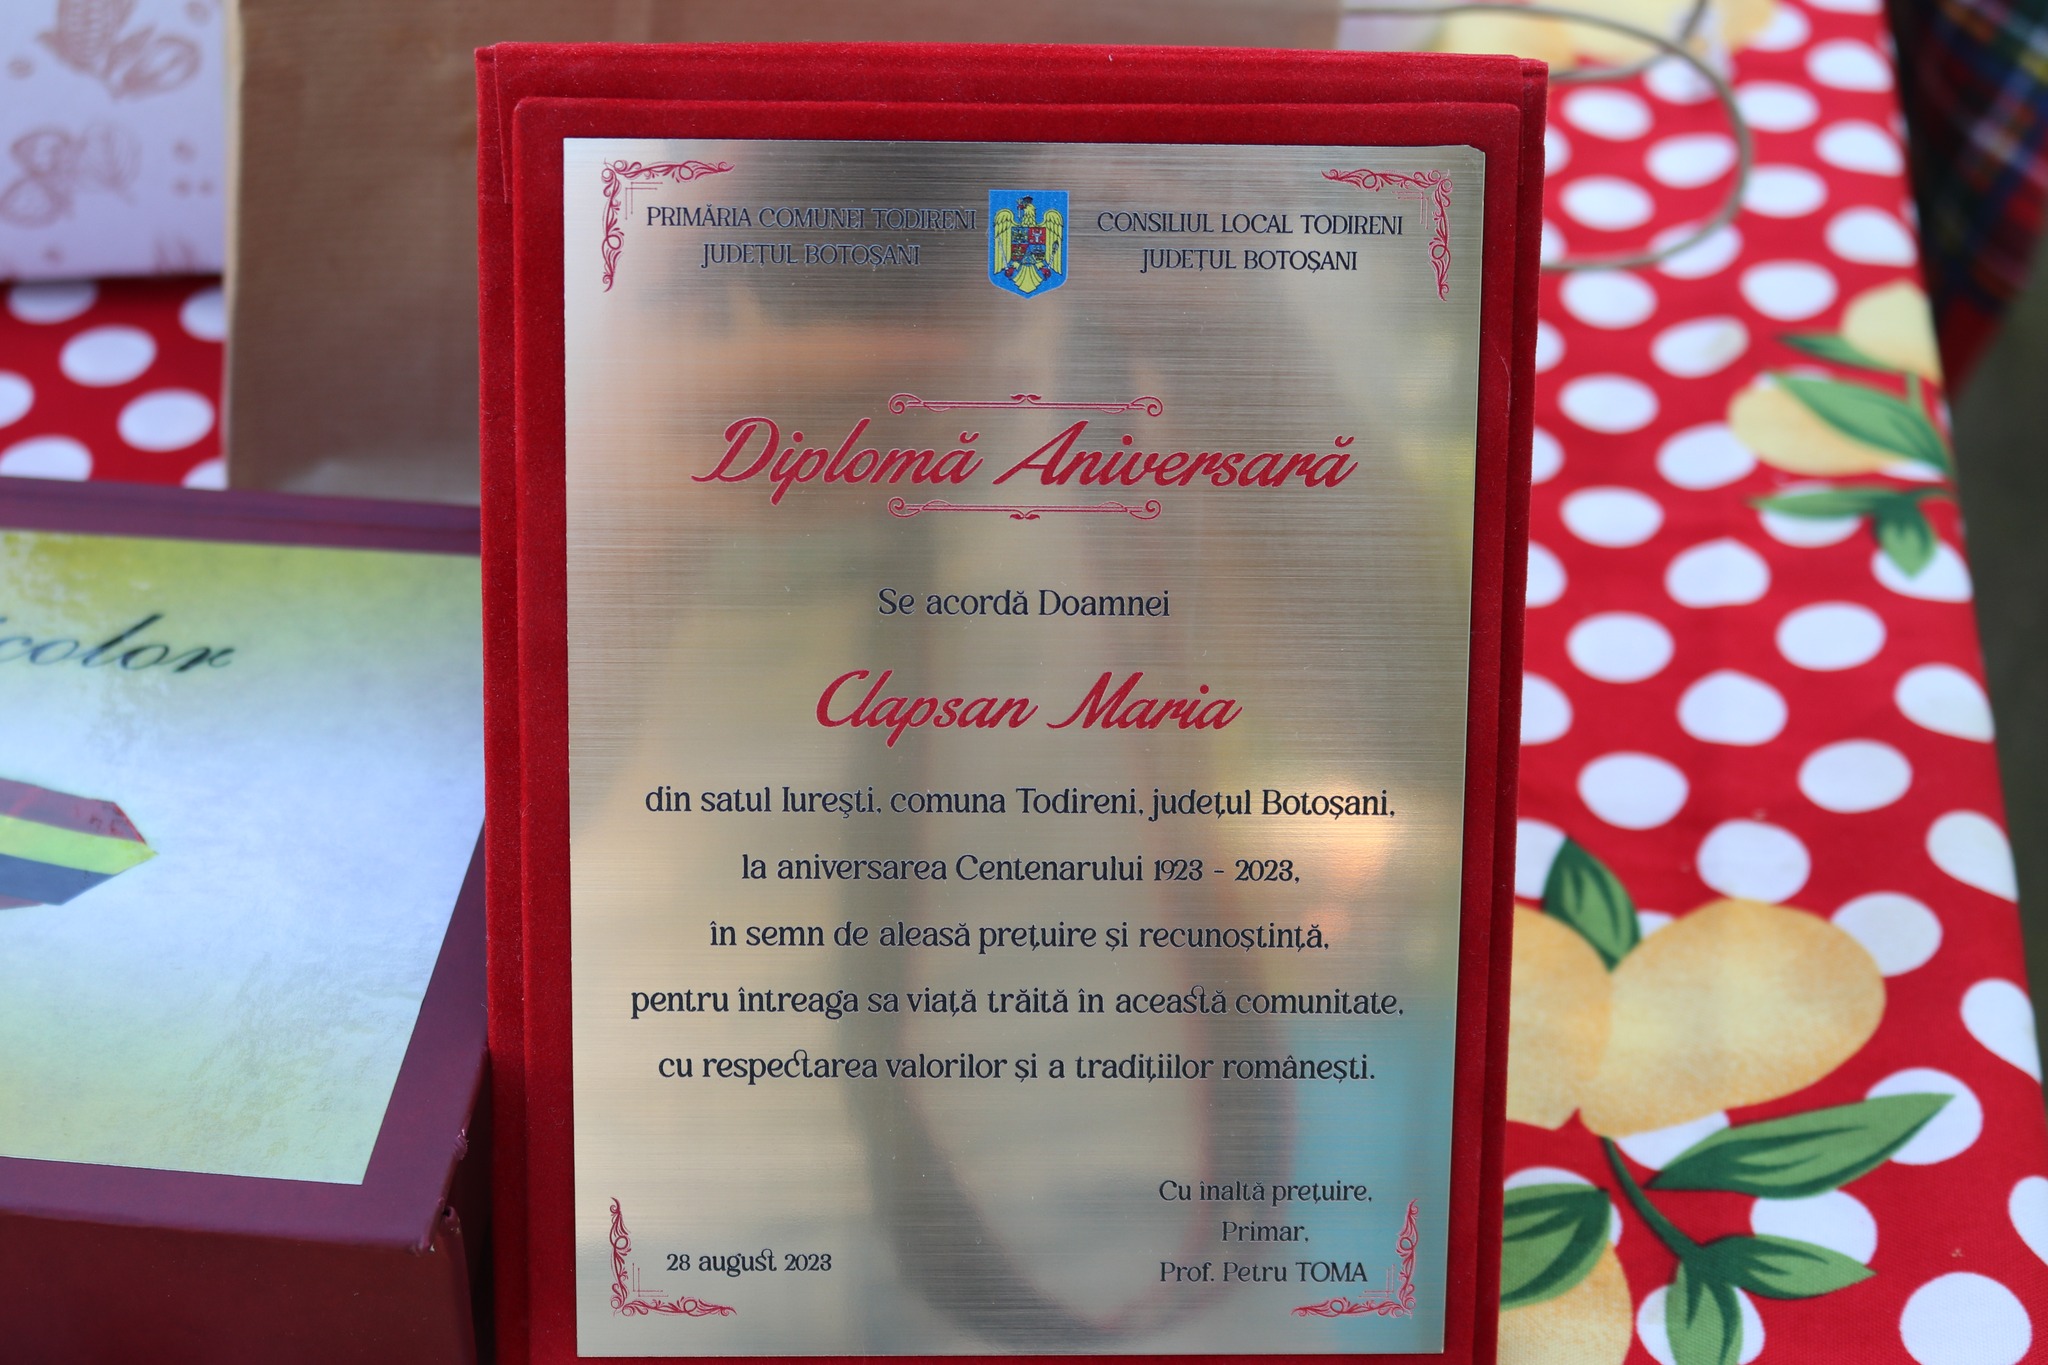 PRIMĂRIA COMUNEI TODIRENI
JUDEȚUL BOTOȘANI
CONSILIUL LOCAL TODIRENI
JUDEȚUL BOTOȘANI
Diplomă Aniversară
Se acordă Doamnei
Clapsan Maria
din satul Iurești, comuna Todireni, județul Botoșani,
la aniversarea Centenarului 1923 - 2023,
în semn de aleasă prețuire și recunoștință,
pentru întreaga sa viață trăită în această comunitate,
cu respectarea valorilor și a tradițiilor românești.
Cu înaltă prețuire,
Primar,
Prof. Petru TOMA
28 august 2023